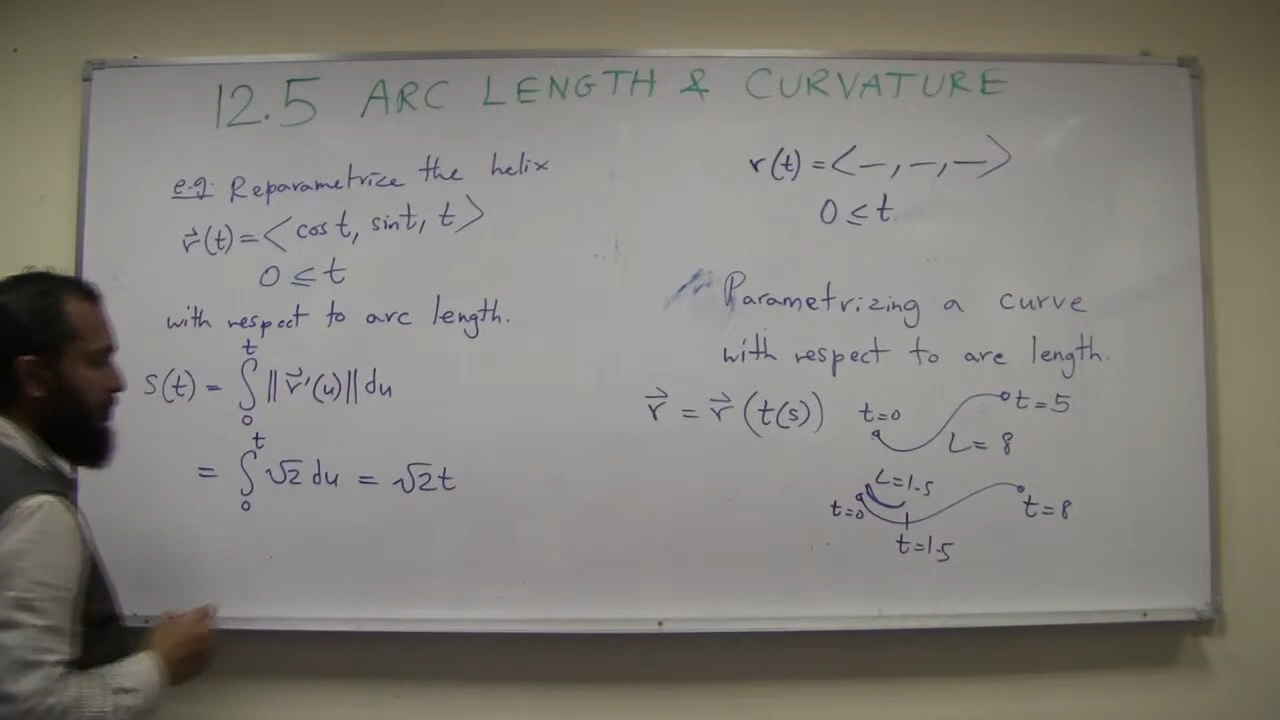 12.5 ARC LENGTH & CURVATURE
e.g: Reparametrize the helix
r⃗(t) = < cos t, sin t, t >
0 ≤ t
with respect to arc length.
s(t) = ∫₀ᵗ ‖r⃗'(u)‖ du
= ∫₀ᵗ √2 du = √2t
r(t) = < –, –, – >
0 ≤ t
Parametrizing a curve
with respect to arc length.
r⃗ = r⃗(t(s))
t=0
t=5
L=8
L=1.5
t=0
t=8
t=1.5